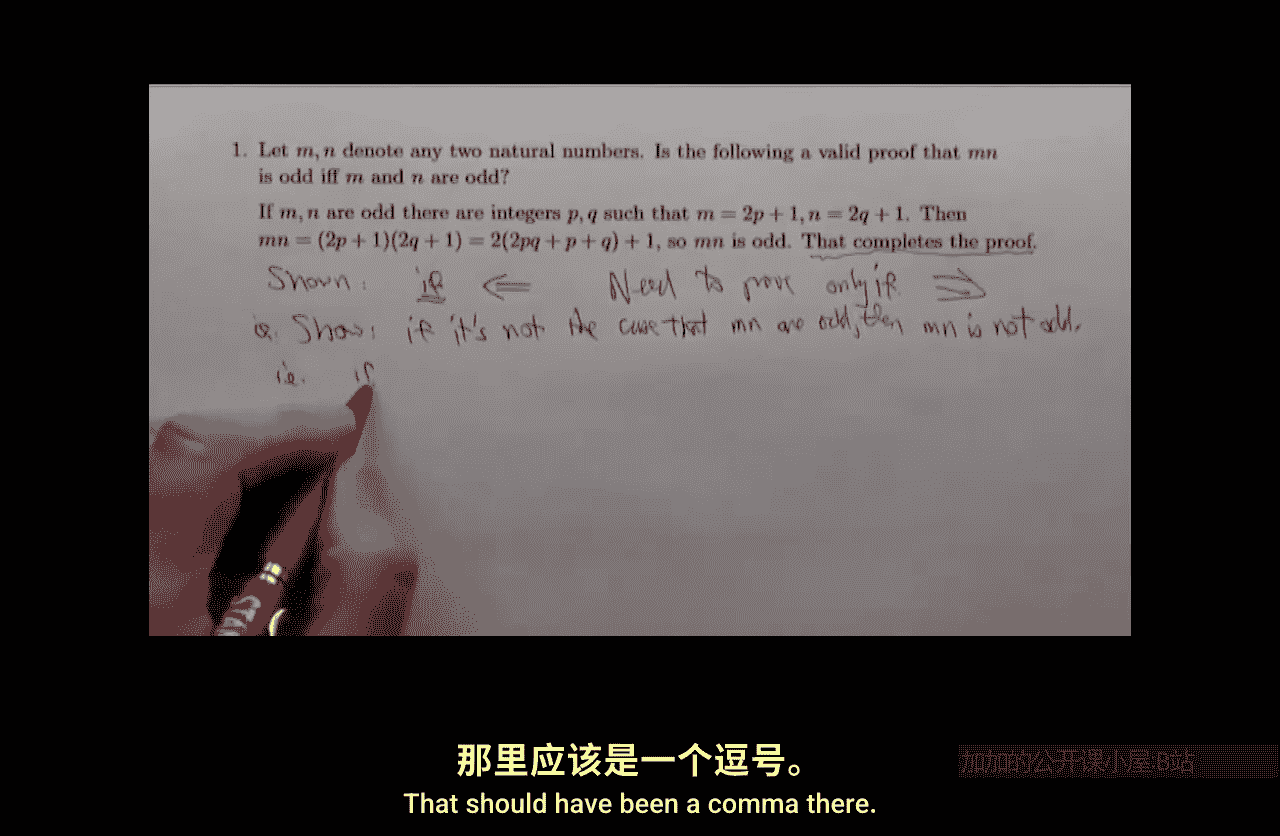 1. Let m, n denote any two natural numbers. Is the following a valid proof that mn
is odd iff m and n are odd?
If m, n are odd there are integers p, q such that m = 2p + 1, n = 2q + 1. Then
mn = (2p + 1)(2q + 1) = 2(2pq + p + q) + 1, so mn is odd. That completes the proof.
Shown: if ⇐ Need to prove only if ⇒
ie. Show: if it's not the case that mn are odd, then mn is not odd.
i.e. if
那里应该是一个逗号。
That should have been a comma there.
加加的公开课小屋:B站